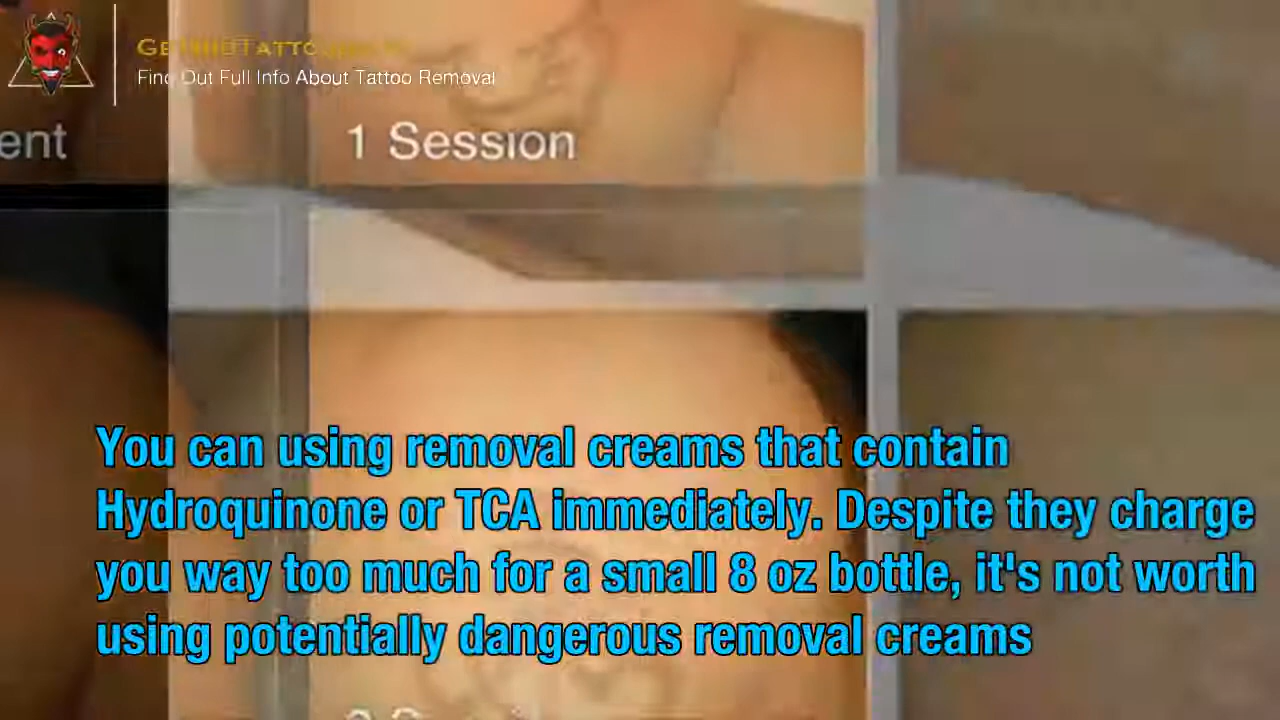 Find Out Full Info About Tattoo Removal
ent
1 Session
You can using removal creams that contain
Hydroquinone or TCA immediately. Despite they charge
you way too much for a small 8 oz bottle, it's not worth
using potentially dangerous removal creams